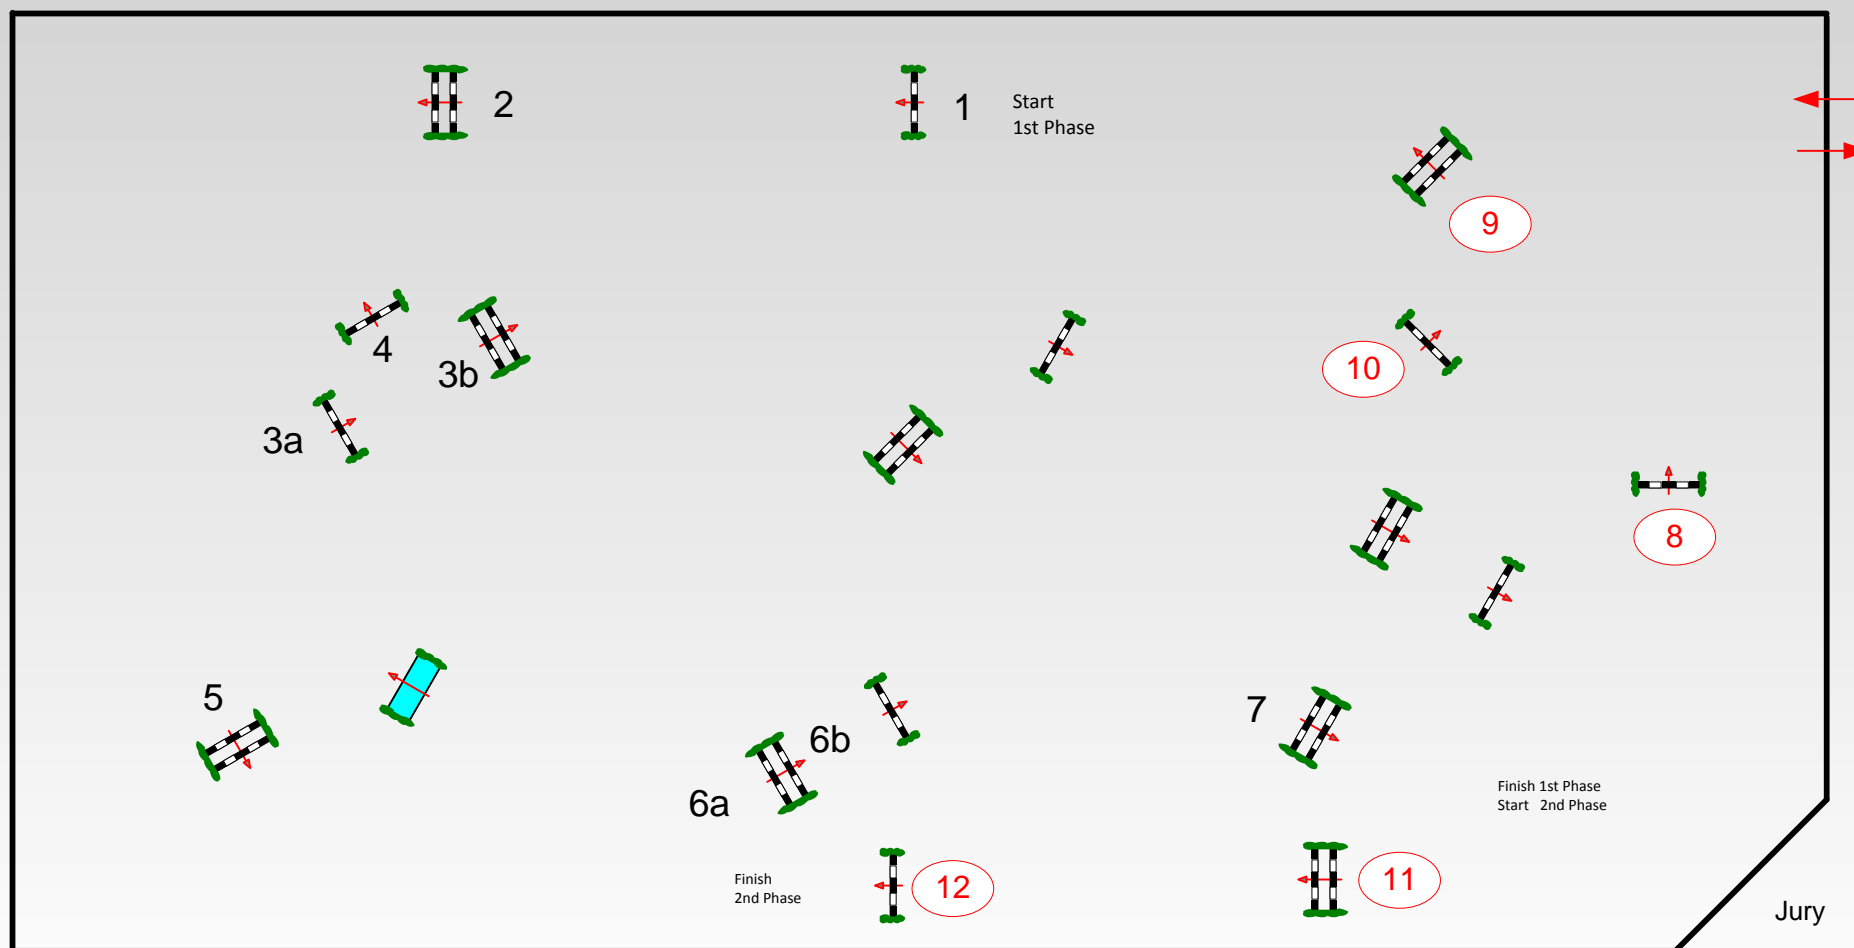 2
1
Start
1st Phase
9
4
3b
10
3a
8
5
7
6b
6a
Finish 1st Phase
Start 2nd Phase
Finish
2nd Phase
12
11
Jury